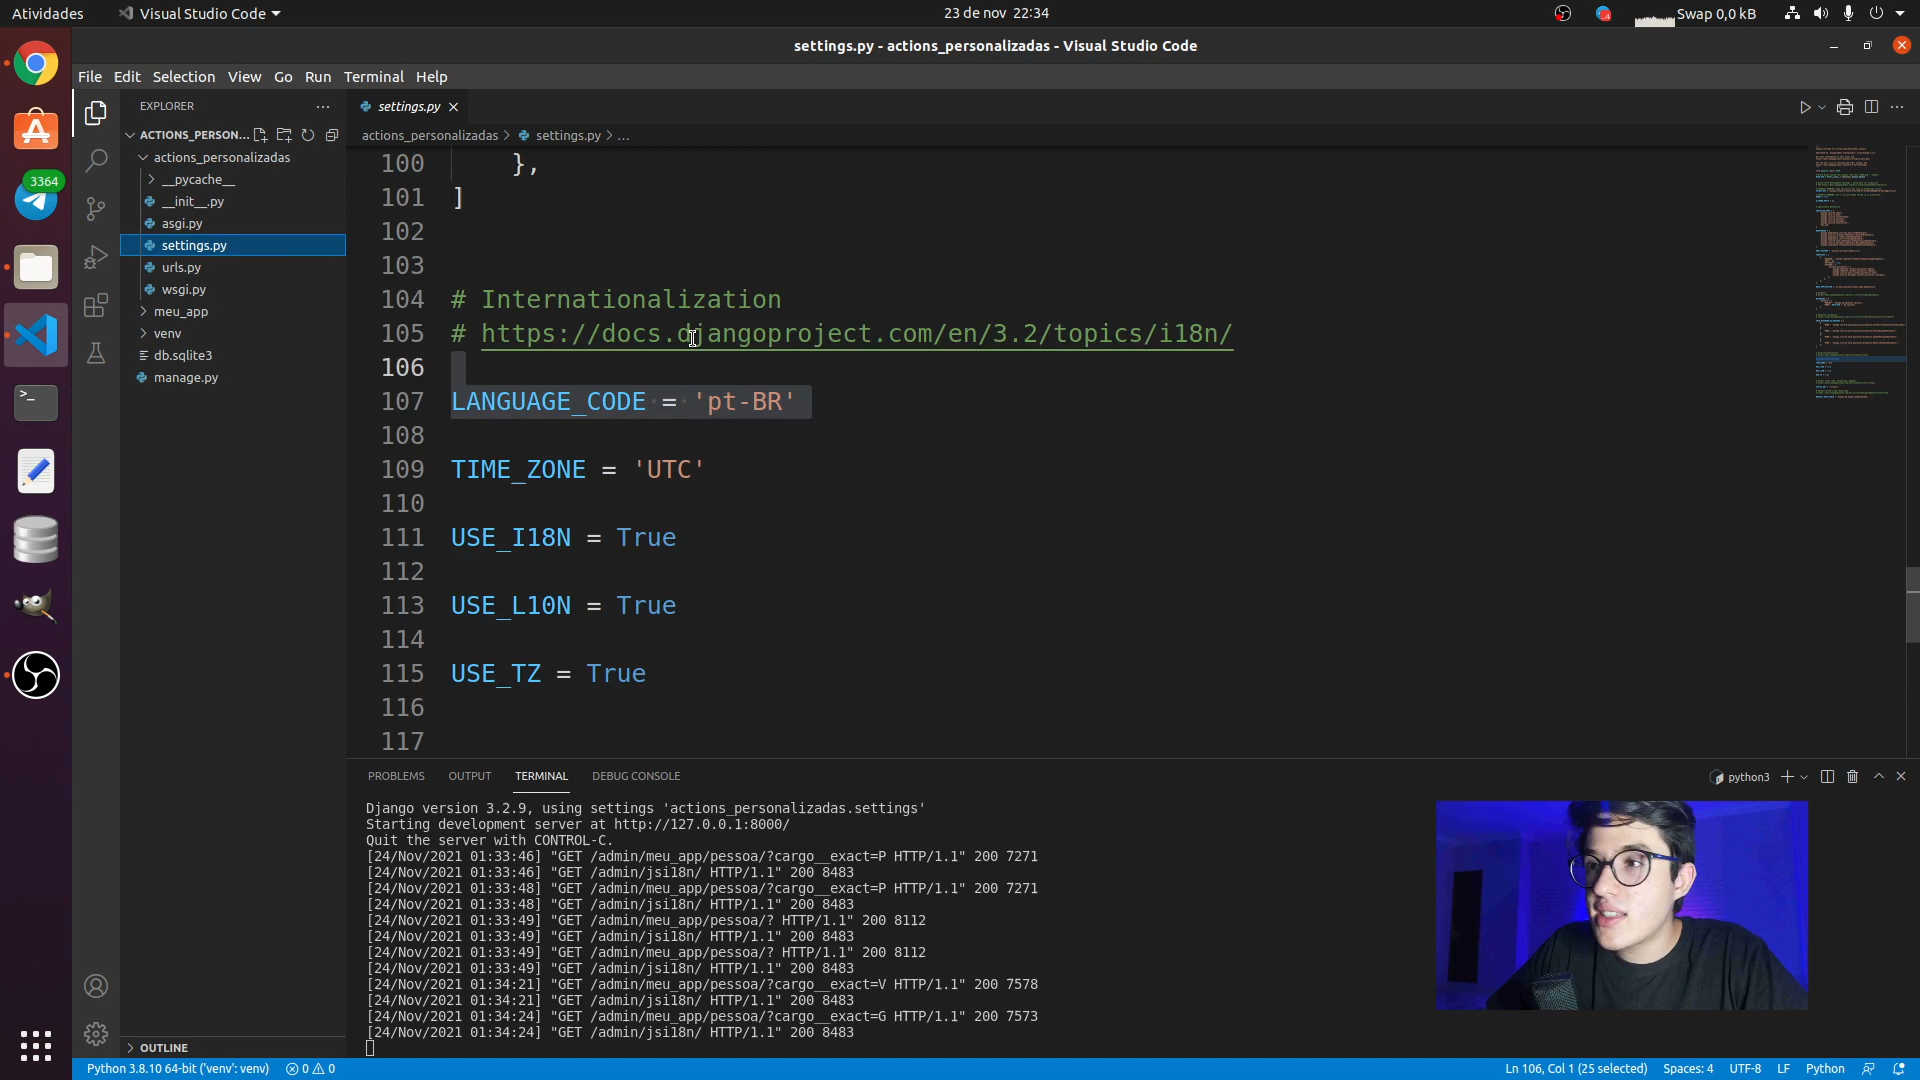 Atividades
Visual Studio Code
23 de nov 22:34
Swap 0,0 kB
settings.py - actions_personalizadas - Visual Studio Code
File Edit Selection View Go Run Terminal Help
3364
EXPLORER
ACTIONS_PERSON...
actions_personalizadas
__pycache__
__init__.py
asgi.py
settings.py
urls.py
wsgi.py
meu_app
venv
db.sqlite3
manage.py
OUTLINE
settings.py
actions_personalizadas > settings.py > ...
100 },
101 ]
102
103
104 # Internationalization
105 # https://docs.djangoproject.com/en/3.2/topics/i18n/
106
107 LANGUAGE_CODE = 'pt-BR'
108
109 TIME_ZONE = 'UTC'
110
111 USE_I18N = True
112
113 USE_L10N = True
114
115 USE_TZ = True
116
117
PROBLEMS OUTPUT TERMINAL DEBUG CONSOLE
python3
Django version 3.2.9, using settings 'actions_personalizadas.settings'
Starting development server at http://127.0.0.1:8000/
Quit the server with CONTROL-C.
[24/Nov/2021 01:33:46] "GET /admin/meu_app/pessoa/?cargo__exact=P HTTP/1.1" 200 7271
[24/Nov/2021 01:33:46] "GET /admin/jsi18n/ HTTP/1.1" 200 8483
[24/Nov/2021 01:33:48] "GET /admin/meu_app/pessoa/?cargo__exact=P HTTP/1.1" 200 7271
[24/Nov/2021 01:33:48] "GET /admin/jsi18n/ HTTP/1.1" 200 8483
[24/Nov/2021 01:33:49] "GET /admin/meu_app/pessoa/? HTTP/1.1" 200 8112
[24/Nov/2021 01:33:49] "GET /admin/jsi18n/ HTTP/1.1" 200 8483
[24/Nov/2021 01:33:49] "GET /admin/meu_app/pessoa/? HTTP/1.1" 200 8112
[24/Nov/2021 01:33:49] "GET /admin/jsi18n/ HTTP/1.1" 200 8483
[24/Nov/2021 01:34:21] "GET /admin/meu_app/pessoa/?cargo__exact=V HTTP/1.1" 200 7578
[24/Nov/2021 01:34:21] "GET /admin/jsi18n/ HTTP/1.1" 200 8483
[24/Nov/2021 01:34:24] "GET /admin/meu_app/pessoa/?cargo__exact=G HTTP/1.1" 200 7573
[24/Nov/2021 01:34:24] "GET /admin/jsi18n/ HTTP/1.1" 200 8483
Python 3.8.10 64-bit ('venv': venv) 0 0
Ln 106, Col 1 (25 selected) Spaces: 4 UTF-8 LF Python